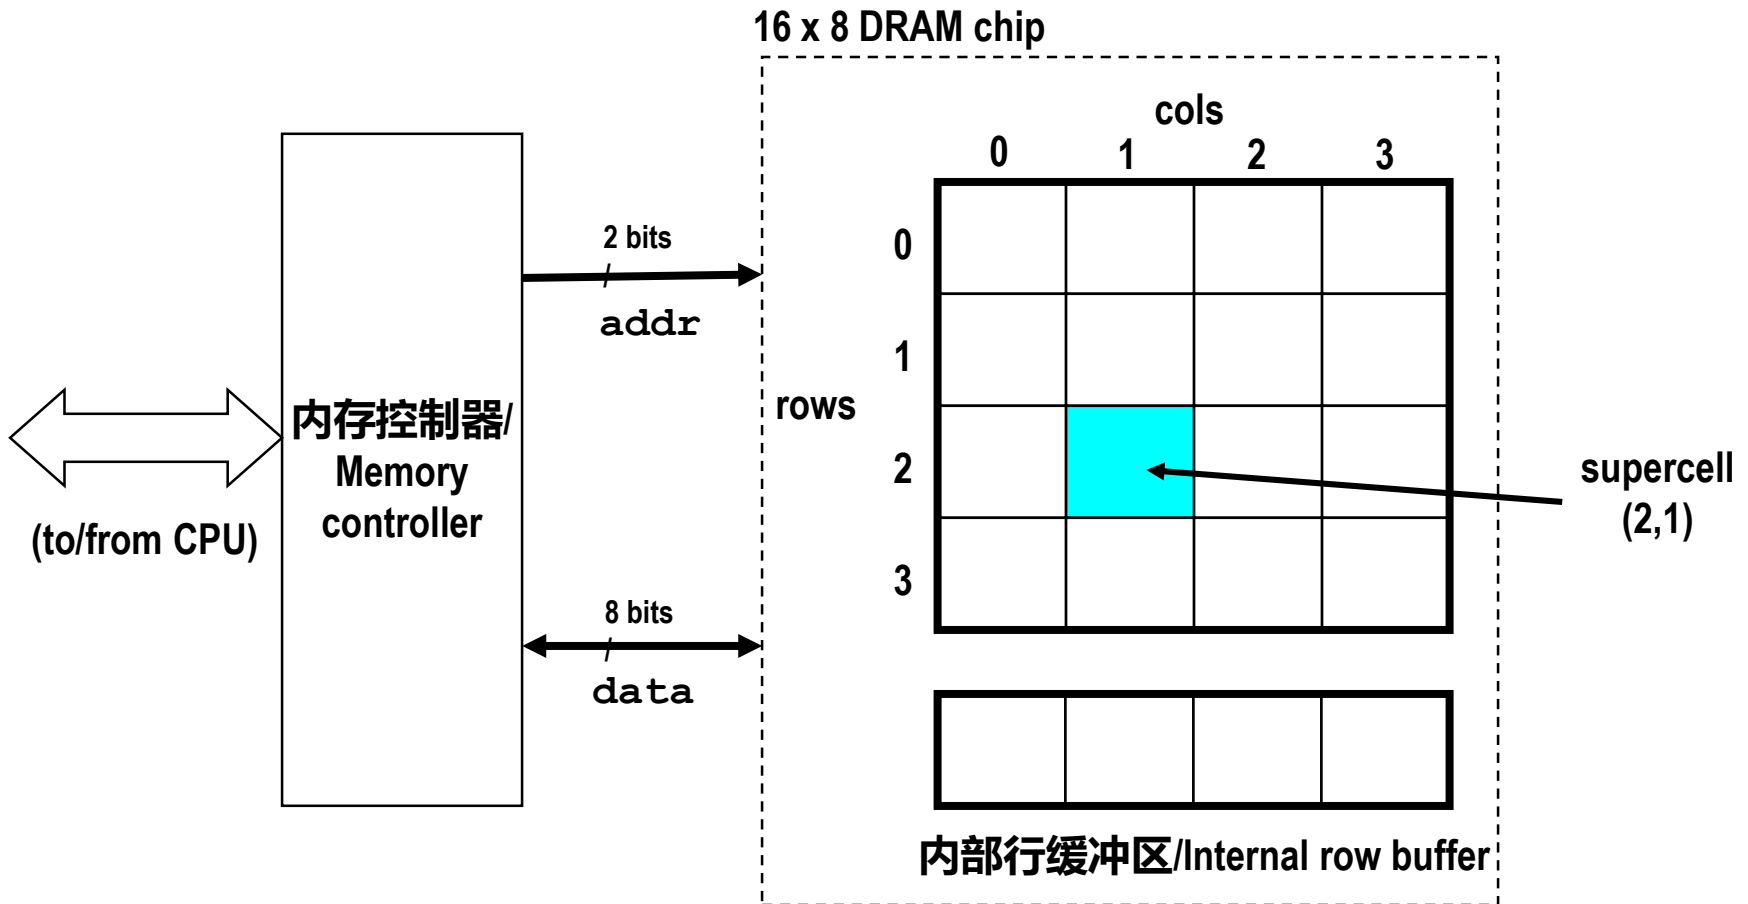 16 x 8 DRAM chip
cols
0 1 2 3
0
1
2
3
rows
2 bits
addr
内存控制器/
Memory
controller
(to/from CPU)
8 bits
data
supercell
(2,1)
内部行缓冲区/Internal row buffer